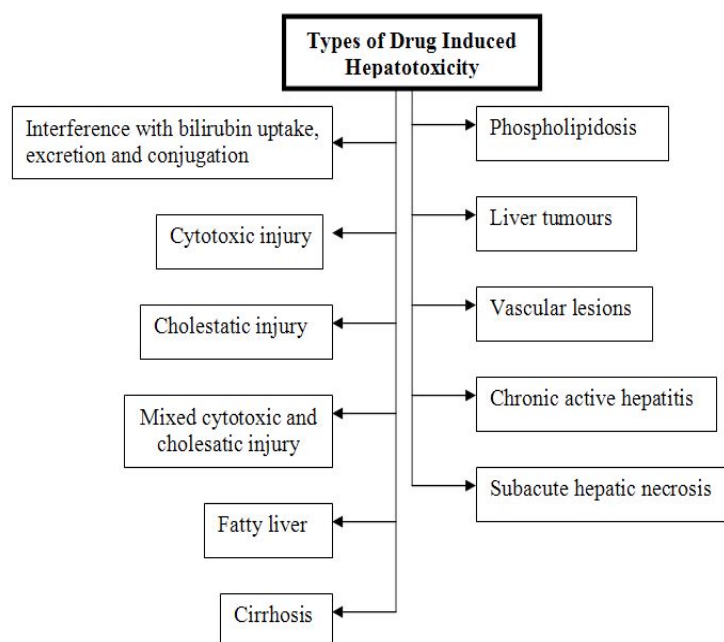 Types of Drug Induced
Hepatotoxicity
Interference with bilirubin uptake,
excretion and conjugation
Cytotoxic injury
Cholestatic injury
Mixed cytotoxic and
cholesatic injury
Fatty liver
Cirrhosis
Phospholipidosis
Liver tumours
Vascular lesions
Chronic active hepatitis
Subacute hepatic necrosis